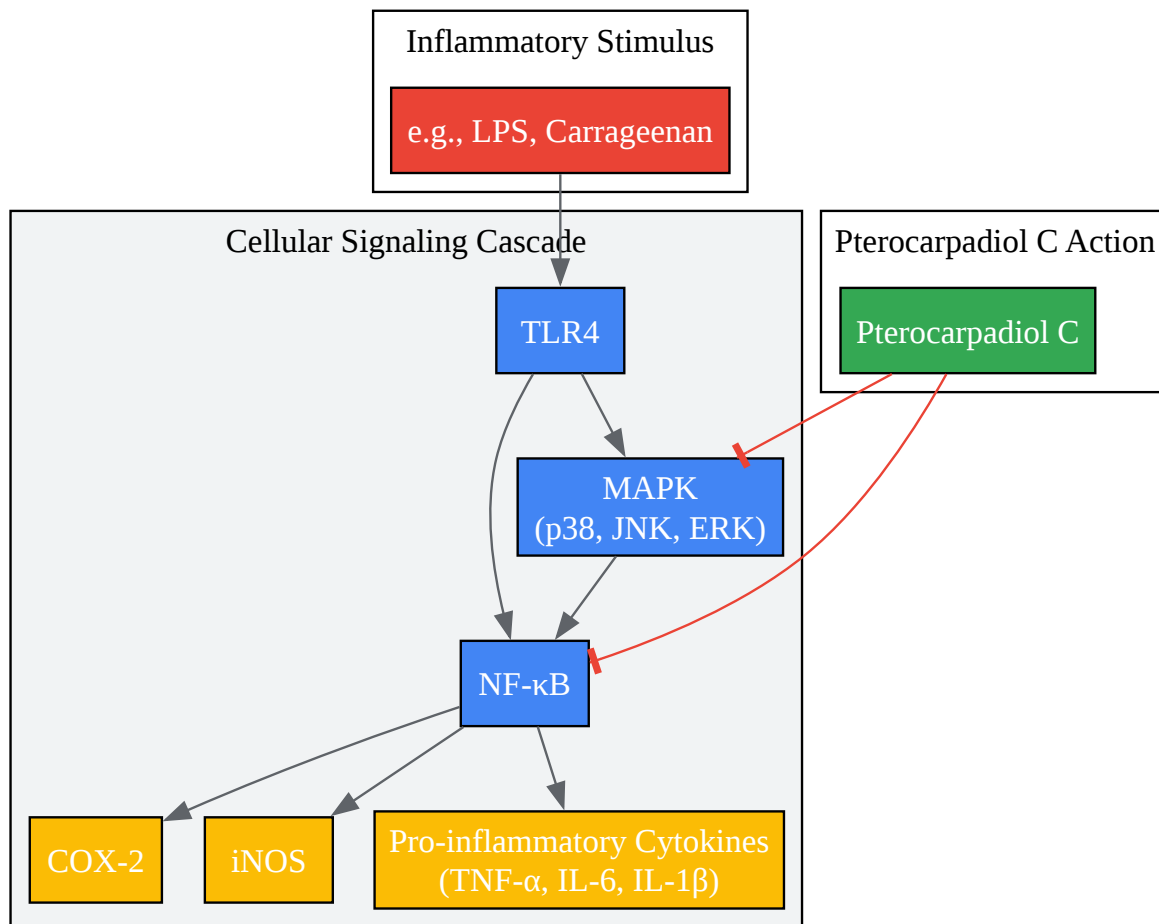 Inflammatory Stimulus
e.g., LPS, Carrageenan
Cellular Signaling Cascade
Pterocarpadiol C Action
TLR4
Pterocarpadiol C
MAPK
(p38, JNK, ERK)
NF-κB
COX-2
iNOS
Pro-inflammatory Cytokines
(TNF-α, IL-6, IL-1β)